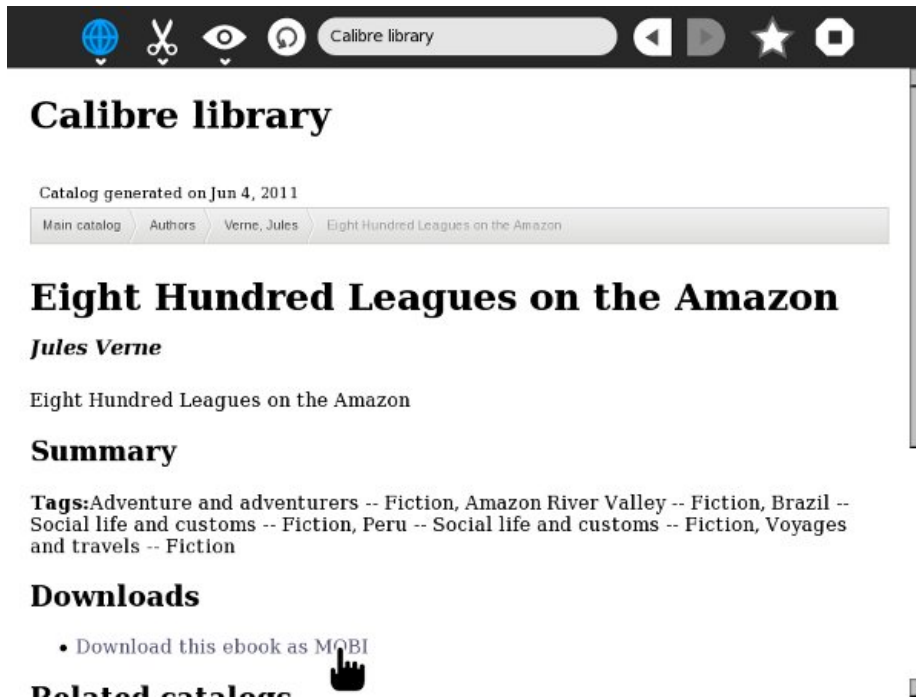 Calibre library
Calibre library
Catalog generated on Jun 4, 2011
Main catalog Authors Verne, Jules Eight Hundred Leagues on the Amazon
Eight Hundred Leagues on the Amazon
Jules Verne
Eight Hundred Leagues on the Amazon
Summary
Tags:Adventure and adventurers -- Fiction, Amazon River Valley -- Fiction, Brazil --
Social life and customs -- Fiction, Peru -- Social life and customs -- Fiction, Voyages
and travels -- Fiction
Downloads
• Download this ebook as MOBI
Related catalogs